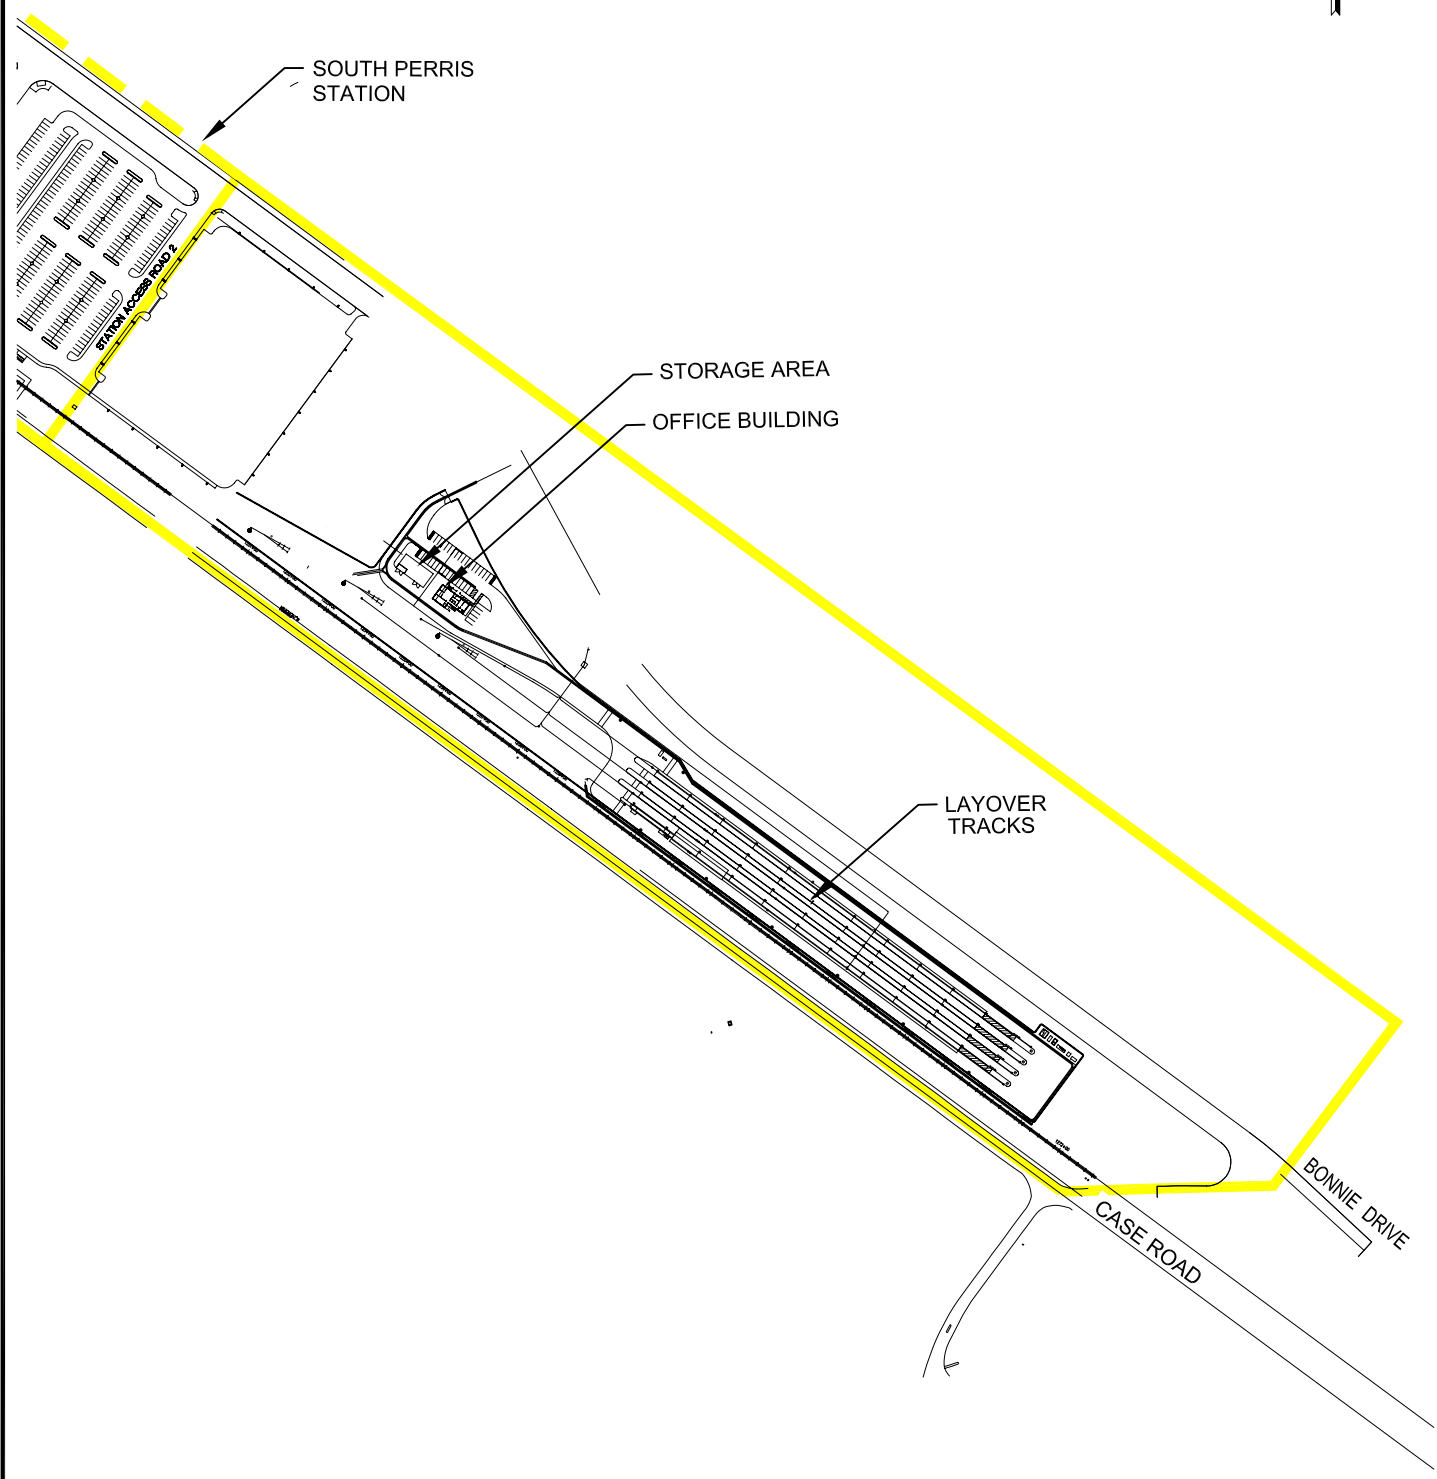 SOUTH PERRIS
STATION
STATION ACCESS ROAD 2
STORAGE AREA
OFFICE BUILDING
LAYOVER
TRACKS
BONNIE DRIVE
CASE ROAD